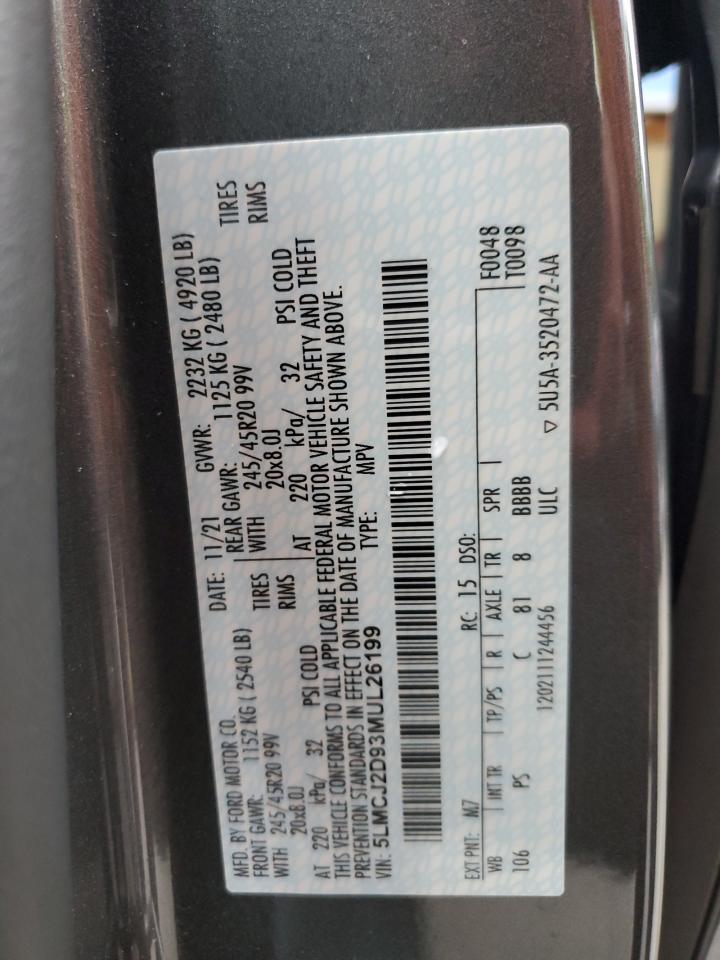 MFD. BY FORD MOTOR CO. DATE: 11/21 GVWR: 2232 KG ( 4920 LB)
FRONT GAWR: 1152 KG ( 2540 LB) REAR GAWR: 1125 KG ( 2480 LB)
WITH 245/45R20 99V TIRES WITH 245/45R20 99V TIRES
20x8.0J RIMS 20x8.0J RIMS
AT 220 kPa/ 32 PSI COLD AT 220 kPa/ 32 PSI COLD
THIS VEHICLE CONFORMS TO ALL APPLICABLE FEDERAL MOTOR VEHICLE SAFETY AND THEFT
PREVENTION STANDARDS IN EFFECT ON THE DATE OF MANUFACTURE SHOWN ABOVE.
VIN: 5LMCJ2D93MUL26199 TYPE: MPV
EXT PNT: M7 RC: 15 DSO: F0048
WB INT TR TP/PS R AXLE TR SPR T0098
106 PS C 81 8 BBBB
1202111244456 ULC ▽ 5U5A-3520472-AA